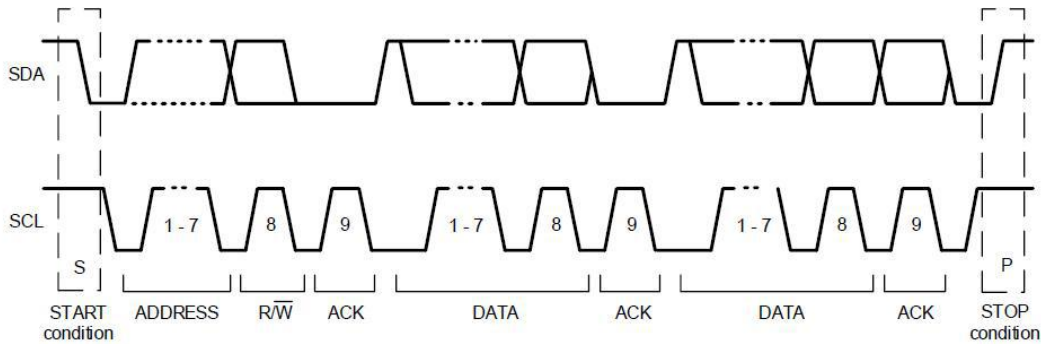 SDA
SCL
1 - 7
8
9
1 - 7
8
9
1 - 7
8
9
S
P
START
condition
ADDRESS
R/W̅
ACK
DATA
ACK
DATA
ACK
STOP
condition